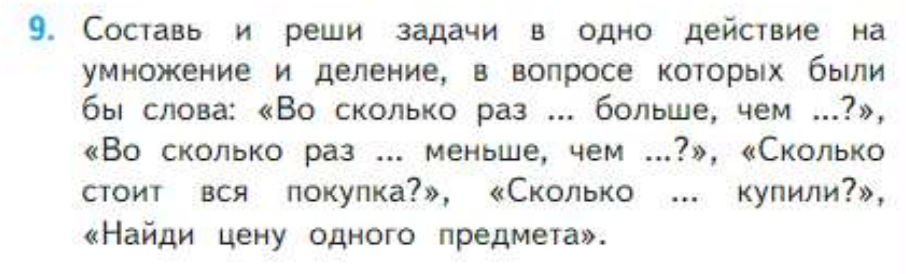 9. Составь и реши задачи в одно действие на
умножение и деление, в вопросе которых были
бы слова: «Во сколько раз ... больше, чем ...?»,
«Во сколько раз ... меньше, чем ...?», «Сколько
стоит вся покупка?», «Сколько ... купили?»,
«Найди цену одного предмета».